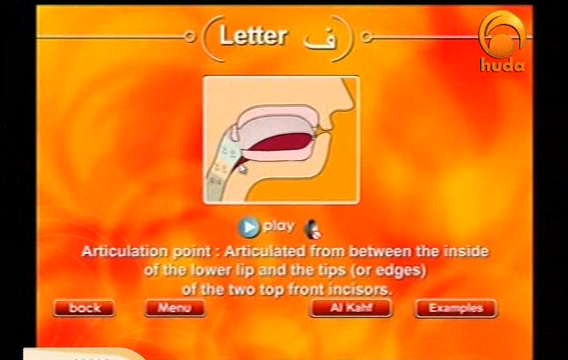 Letter ف
huda
play
Articulation point : Articulated from between the inside
of the lower lip and the tips (or edges)
of the two top front incisors.
back
Menu
Al Kahf
Examples